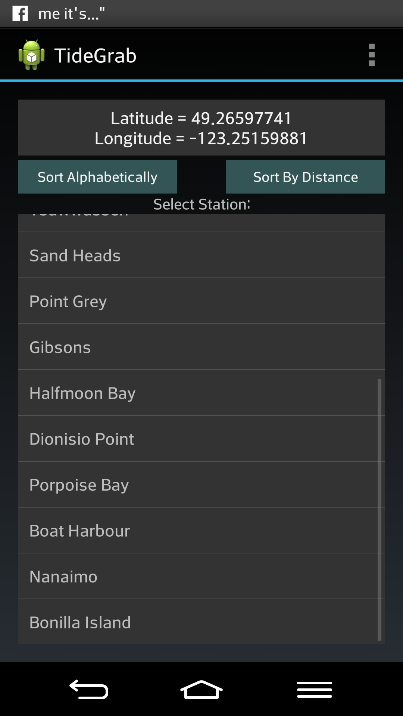 me it's..."
TideGrab
Latitude = 49.26597741
Longitude = -123.25159881
Sort Alphabetically
Sort By Distance
Select Station:
Sand Heads
Point Grey
Gibsons
Halfmoon Bay
Dionisio Point
Porpoise Bay
Boat Harbour
Nanaimo
Bonilla Island